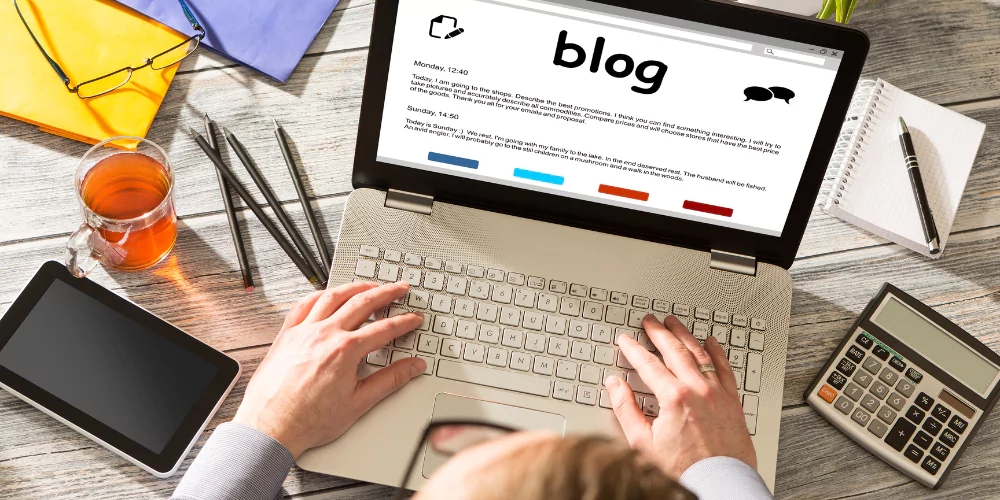 blog
Monday, 12:40
Today, I am going to the shops. Describe the best promotions. I think you can find something interesting. I will try to
take pictures and accurately describe all commodities. Compare prices and will choose stores that have the best price
of the goods. Thank you all for your emails and proposal.
Sunday, 14:50
Today is Sunday :) We rest. I'm going with my family to the lake. In the end deserved rest. The husband will be fished.
An avid angler. I will probably go to the still children on a mushroom and a walk in the woods.